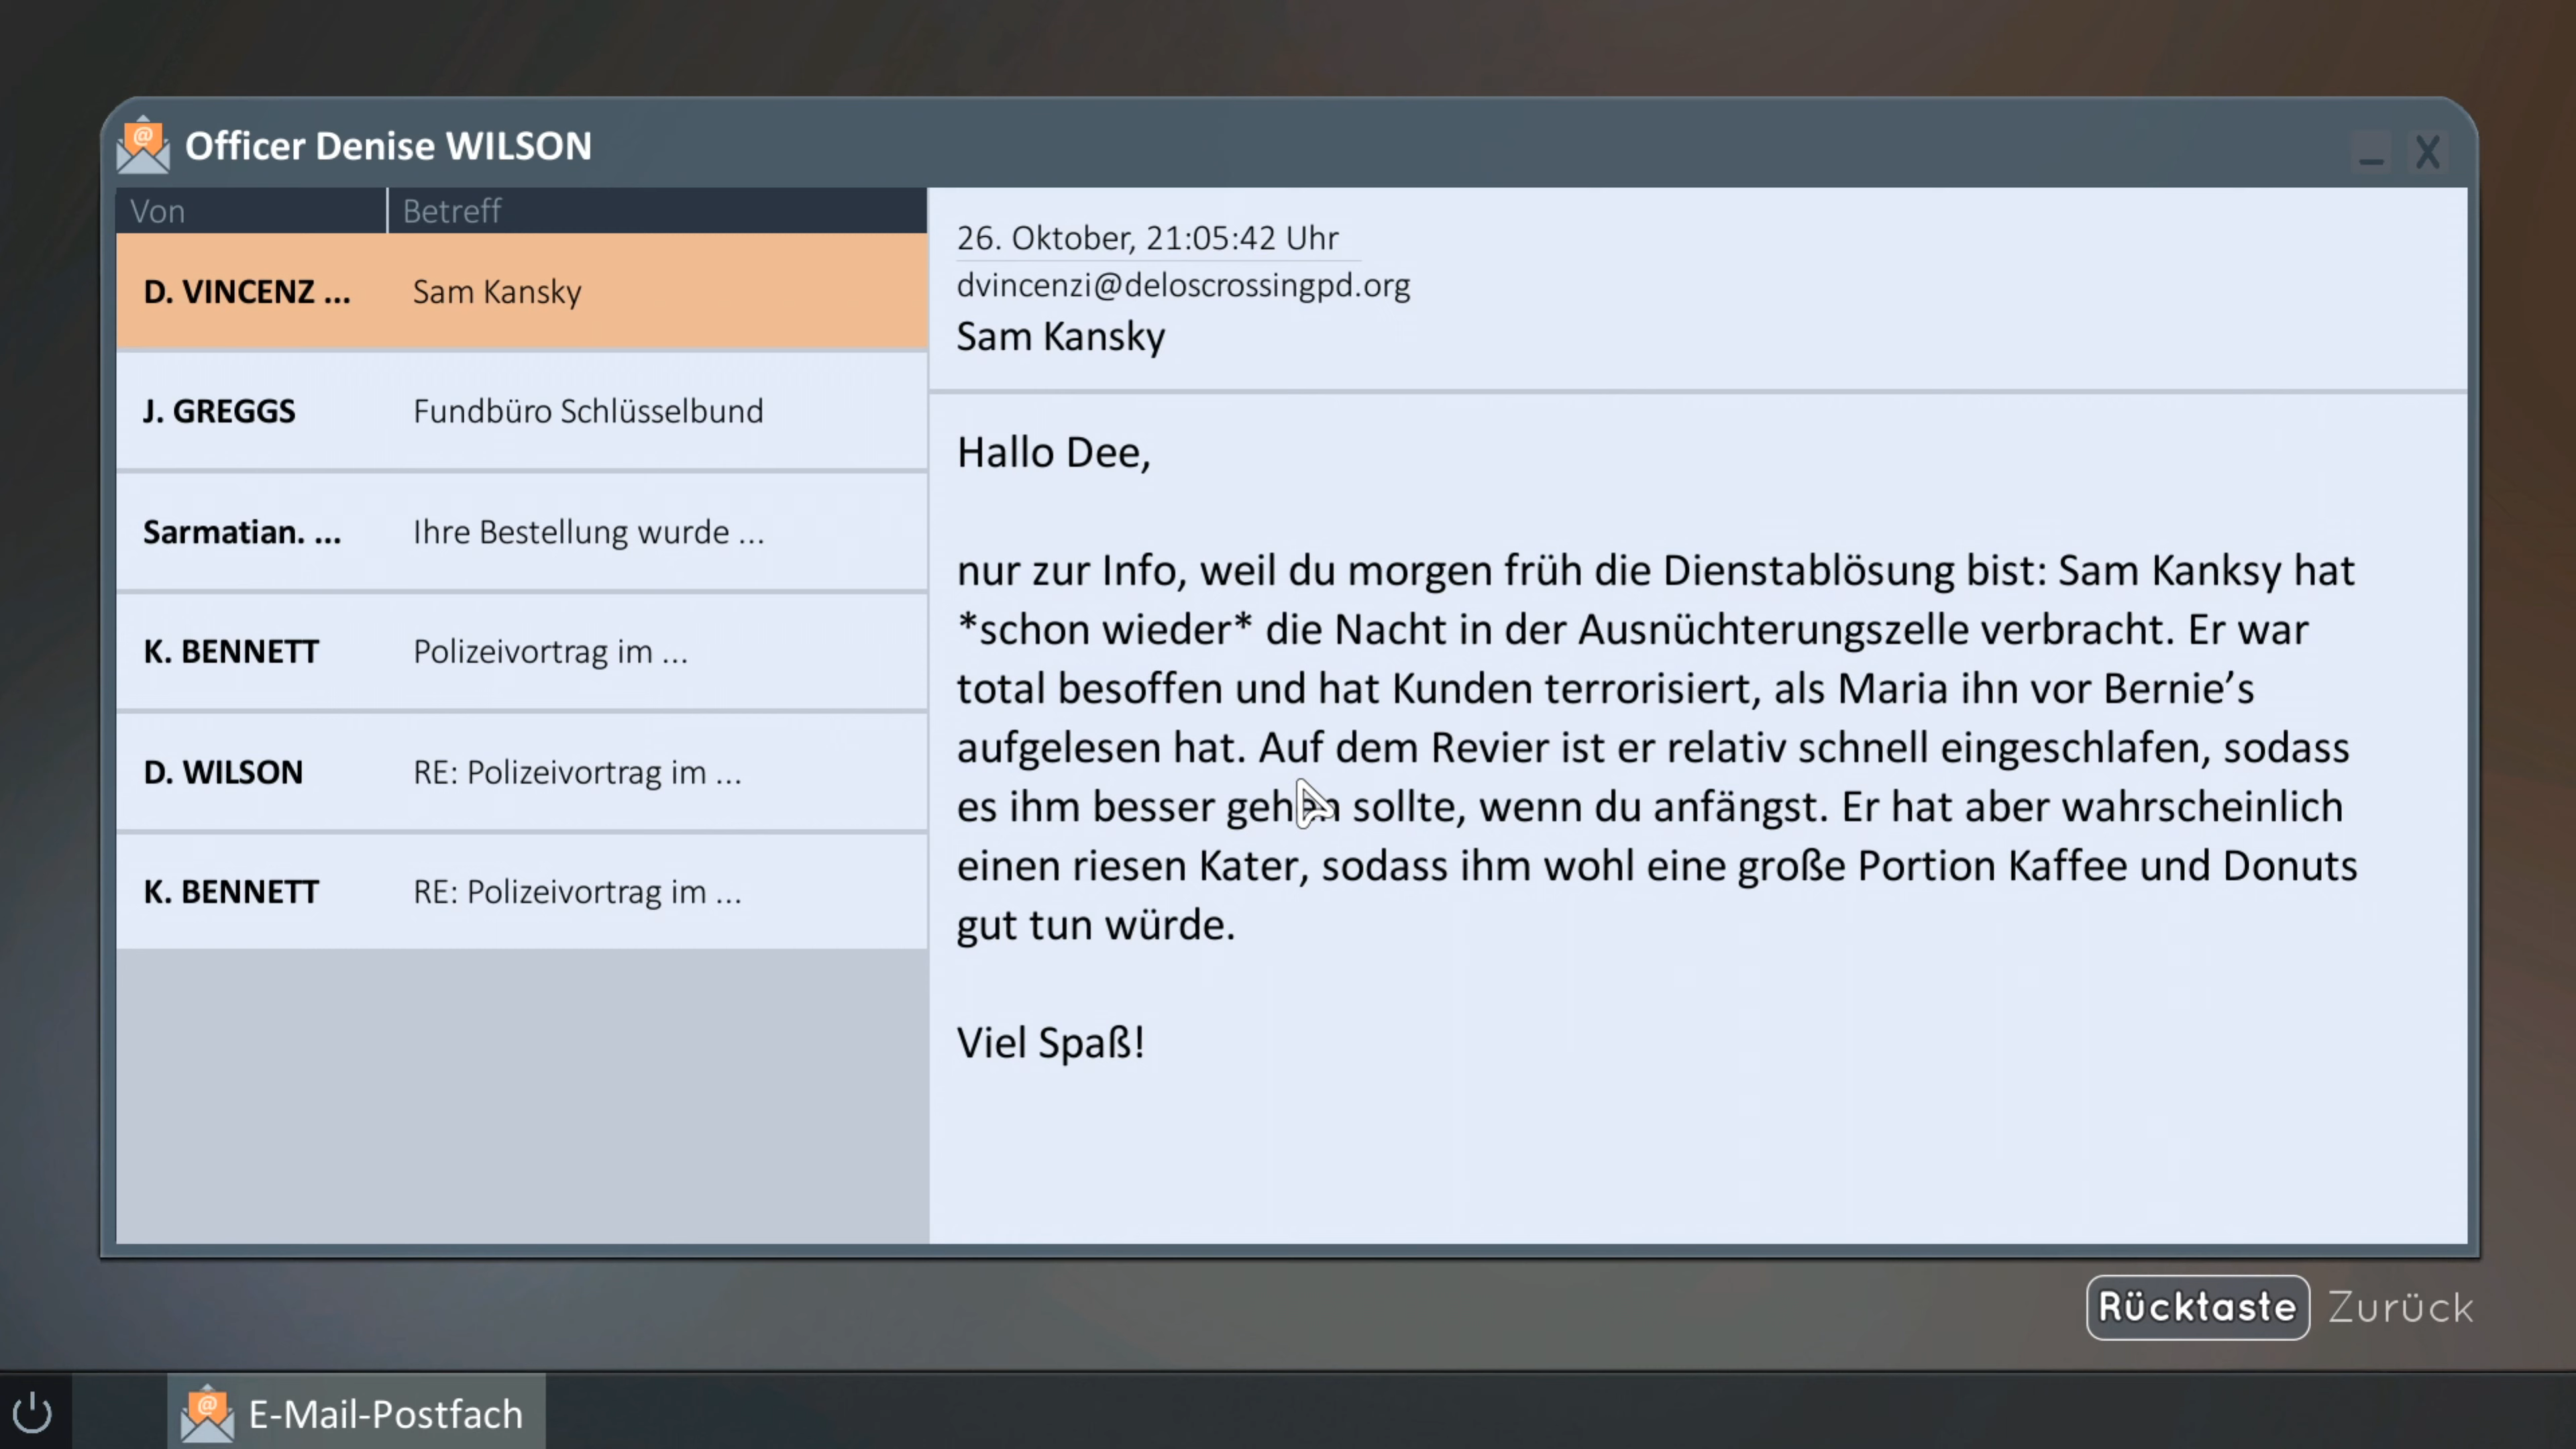 Officer Denise WILSON
Von Betreff
D. VINCENZ ... Sam Kansky
J. GREGGS Fundbüro Schlüsselbund
Sarmatian. ... Ihre Bestellung wurde ...
K. BENNETT Polizeivortrag im ...
D. WILSON RE: Polizeivortrag im ...
K. BENNETT RE: Polizeivortrag im ...
26. Oktober, 21:05:42 Uhr
dvincenzi@deloscrossingpd.org
Sam Kansky
Hallo Dee,
nur zur Info, weil du morgen früh die Dienstablösung bist: Sam Kanksy hat
*schon wieder* die Nacht in der Ausnüchterungszelle verbracht. Er war
total besoffen und hat Kunden terrorisiert, als Maria ihn vor Bernie’s
aufgelesen hat. Auf dem Revier ist er relativ schnell eingeschlafen, sodass
es ihm besser gehen sollte, wenn du anfängst. Er hat aber wahrscheinlich
einen riesen Kater, sodass ihm wohl eine große Portion Kaffee und Donuts
gut tun würde.
Viel Spaß!
Rücktaste Zurück
E-Mail-Postfach